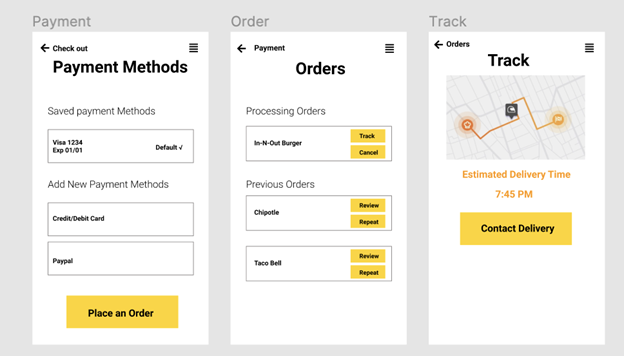 Payment
Check out
Payment Methods
Saved payment Methods
Visa 1234
Exp 01/01
Default √
Add New Payment Methods
Credit/Debit Card
Paypal
Place an Order
Order
Payment
Orders
Processing Orders
In-N-Out Burger
Track
Cancel
Previous Orders
Chipotle
Review
Repeat
Taco Bell
Review
Repeat
Track
Orders
Track
Estimated Delivery Time
7:45 PM
Contact Delivery